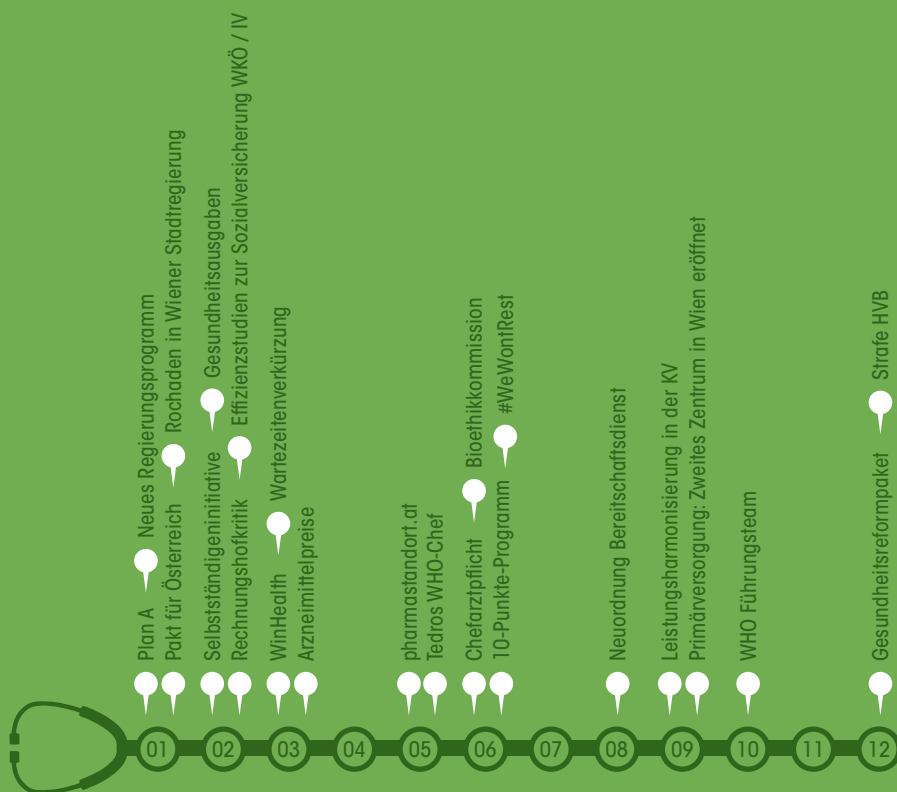 Plan A
Neues Regierungsprogramm
Pakt für Österreich
Rochaden in Wiener Stadtregierung
Selbstständigeninitiative
Gesundheitsausgaben
Rechnungshofkritik
Effizienzstudien zur Sozialversicherung WKÖ / IV
WinHealth
Wartezeitenverkürzung
Arzneimittelpreise
pharmastandort.at
Tedros WHO-Chef
Chefarztpflicht
Bioethikkommission
10-Punkte-Programm
#WeWontRest
Neuordnung Bereitschaftsdienst
Leistungsharmonisierung in der KV
Primärversorgung: Zweites Zentrum in Wien eröffnet
WHO Führungsteam
Gesundheitsreformpaket
Strafe HVB
01
02
03
04
05
06
07
08
09
10
11
12